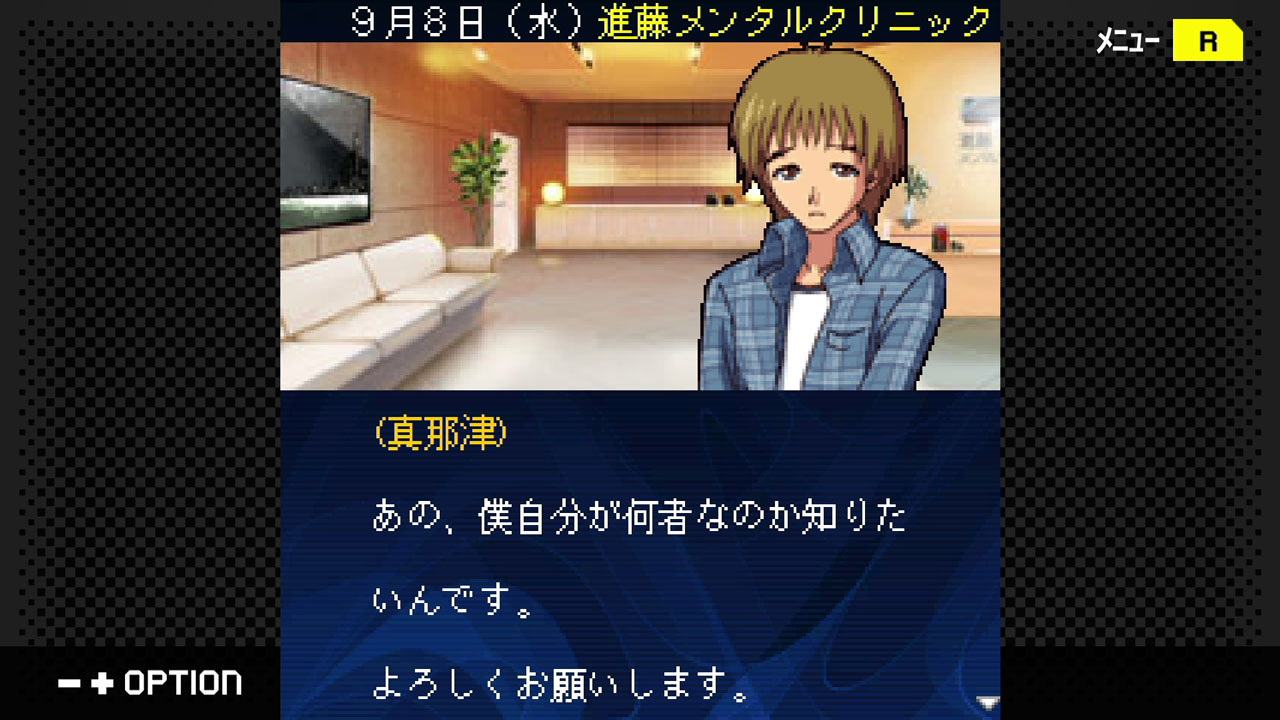 9月8日(水)進藤メンタルクリニック
メニュー R
(真那津)
あの、僕自分が何者なのか知りた
いんです。
よろしくお願いします。
−+OPTION